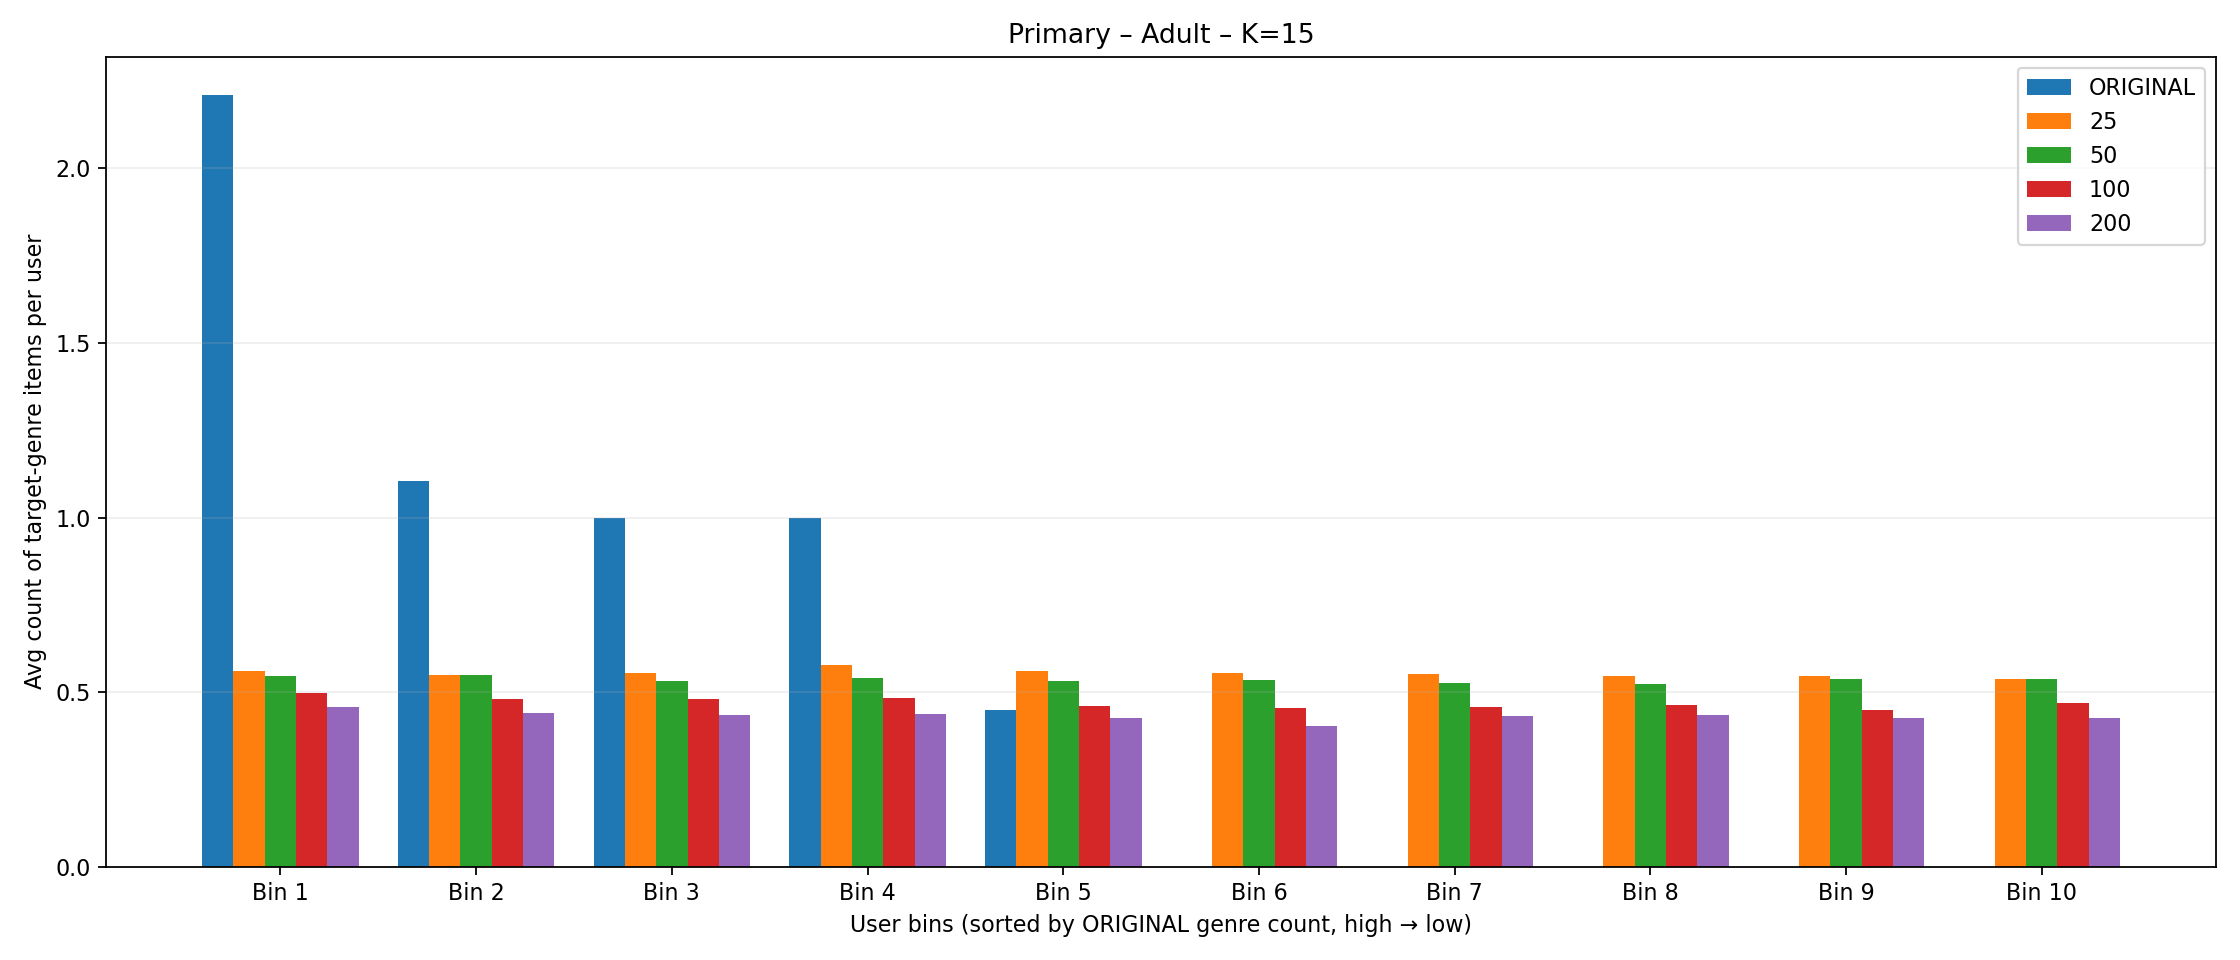 Primary – Adult – K=15
ORIGINAL
25
50
100
200
Avg count of target-genre items per user
2.0
1.5
1.0
0.5
0.0
Bin 1 Bin 2 Bin 3 Bin 4 Bin 5 Bin 6 Bin 7 Bin 8 Bin 9 Bin 10
User bins (sorted by ORIGINAL genre count, high → low)